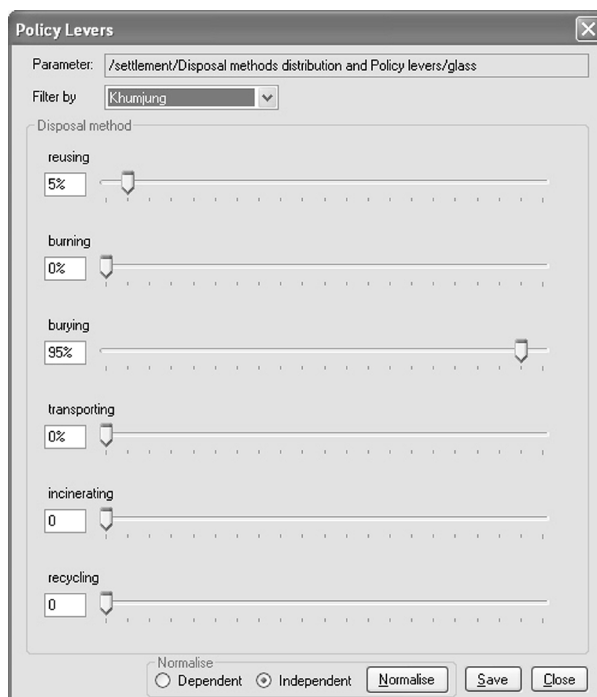 Policy Levers
Parameter: /settlement/Disposal methods distribution and Policy levers/glass
Filter by Khumjung
Disposal method
reusing
5%
burning
0%
burying
95%
transporting
0%
incinerating
0
recycling
0
Normalise
Dependent Independent Normalise Save Close